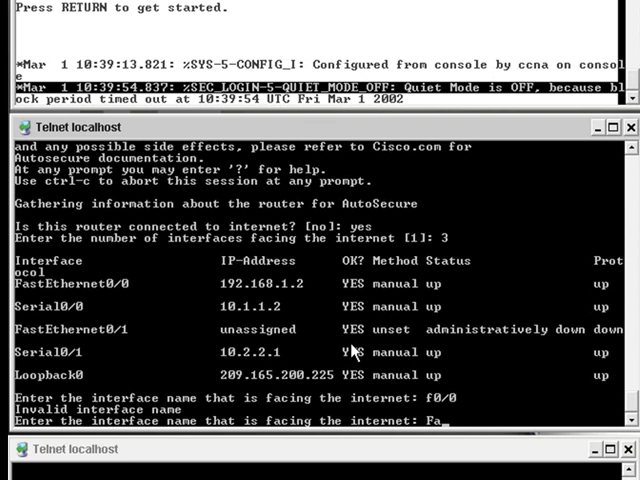 Press RETURN to get started.
*Mar  1 10:39:13.821: %SYS-5-CONFIG_I: Configured from console by ccna on consol
e
*Mar  1 10:39:54.837: %SEC_LOGIN-5-QUIET_MODE_OFF: Quiet Mode is OFF, because bl
ock period timed out at 10:39:54 UTC Fri Mar 1 2002
Telnet localhost
and any possible side effects, please refer to Cisco.com for
Autosecure documentation.
At any prompt you may enter '?' for help.
Use ctrl-c to abort this session at any prompt.
Gathering information about the router for AutoSecure
Is this router connected to internet? [no]: yes
Enter the number of interfaces facing the internet [1]: 3
Interface IP-Address OK? Method Status Prot
ocol
FastEthernet0/0 192.168.1.2 YES manual up up
Serial0/0 10.1.1.2 YES manual up up
FastEthernet0/1 unassigned YES unset administratively down down
Serial0/1 10.2.2.1 YES manual up up
Loopback0 209.165.200.225 YES manual up up
Enter the interface name that is facing the internet: f0/0
Invalid interface name
Enter the interface name that is facing the internet: Fa_
Telnet localhost